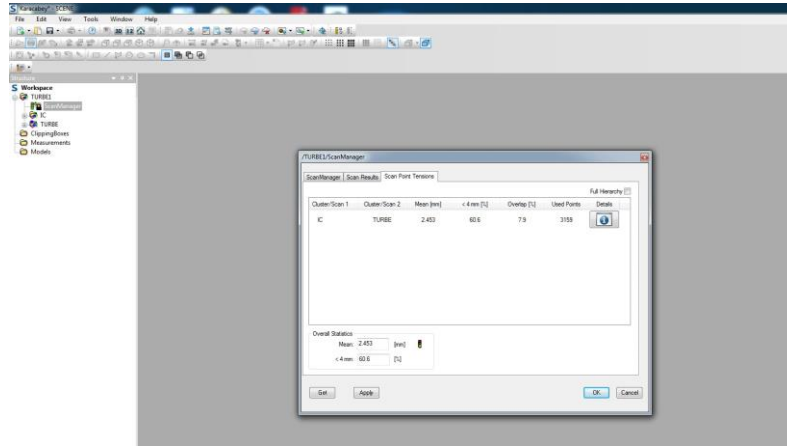 Karacabey* - SCENE
File Edit View Tools Window Help
Structure
Workspace
TURBE1
ScanManager
IC
TURBE
ClippingBoxes
Measurements
Models
/TURBE1/ScanManager
ScanManager Scan Results Scan Point Tensions
Full Hierarchy
Cluster/Scan 1 Cluster/Scan 2 Mean [mm] < 4 mm [%] Overlap [%] Used Points Details
IC TURBE 2.453 60.6 7.9 3159
Overall Statistics
Mean: 2.453 [mm]
< 4 mm: 60.6 [%]
Get Apply OK Cancel